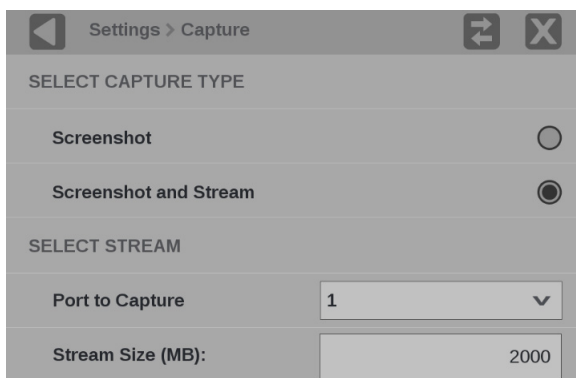 Settings > Capture
SELECT CAPTURE TYPE
Screenshot
Screenshot and Stream
SELECT STREAM
Port to Capture 1
Stream Size (MB): 2000